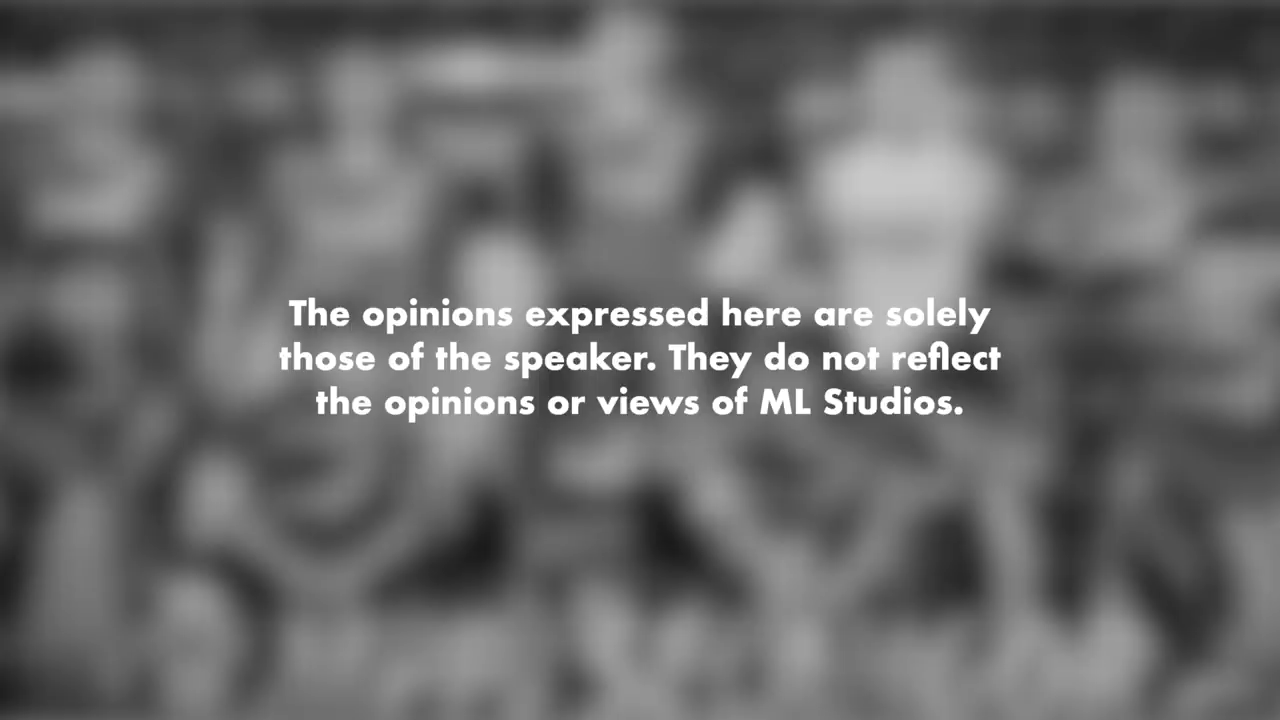 The opinions expressed here are solely
those of the speaker. They do not reflect
the opinions or views of ML Studios.